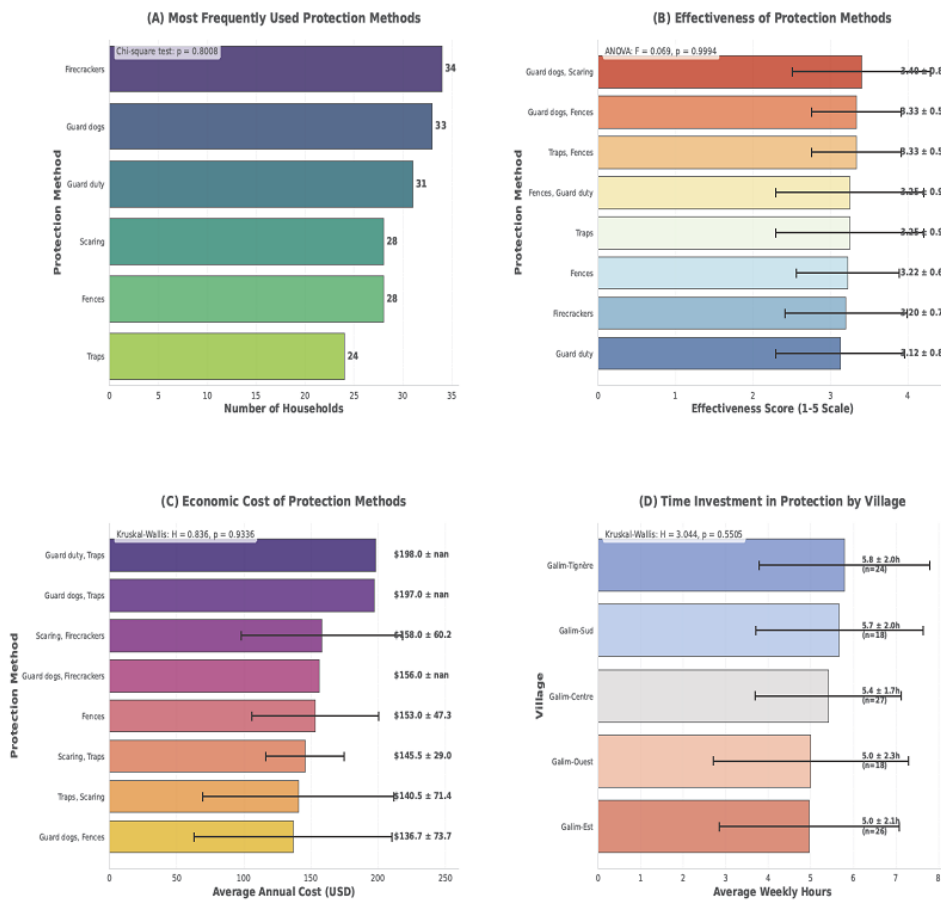 (A) Most Frequently Used Protection Methods
Chi-square test: p = 0.8008
Protection Method
Firecrackers
34
Guard dogs
33
Guard duty
31
Scaring
28
Fences
28
Traps
24
0 5 10 15 20 25 30 35
Number of Households
(B) Effectiveness of Protection Methods
ANOVA: F = 0.069, p = 0.9994
Protection Method
Guard dogs, Scaring
3.40 ± 0.8
Guard dogs, Fences
3.33 ± 0.5
Traps, Fences
3.33 ± 0.5
Fences, Guard duty
3.25 ± 0.9
Traps
3.25 ± 0.9
Fences
3.22 ± 0.6
Firecrackers
3.20 ± 0.7
Guard duty
3.12 ± 0.8
0 1 2 3 4
Effectiveness Score (1-5 Scale)
(C) Economic Cost of Protection Methods
Kruskal-Wallis: H = 0.836, p = 0.9336
Protection Method
Guard duty, Traps
$198.0 ± nan
Guard dogs, Traps
$197.0 ± nan
Scaring, Firecrackers
$158.0 ± 60.2
Guard dogs, Firecrackers
$156.0 ± nan
Fences
$153.0 ± 47.3
Scaring, Traps
$145.5 ± 29.0
Traps, Scaring
$140.5 ± 71.4
Guard dogs, Fences
$136.7 ± 73.7
0 50 100 150 200 250
Average Annual Cost (USD)
(D) Time Investment in Protection by Village
Kruskal-Wallis: H = 3.044, p = 0.5505
Village
Galim-Tignère
5.8 ± 2.0h
(n=24)
Galim-Sud
5.7 ± 2.0h
(n=18)
Galim-Centre
5.4 ± 1.7h
(n=27)
Galim-Ouest
5.0 ± 2.3h
(n=18)
Galim-Est
5.0 ± 2.1h
(n=26)
0 1 2 3 4 5 6 7 8
Average Weekly Hours